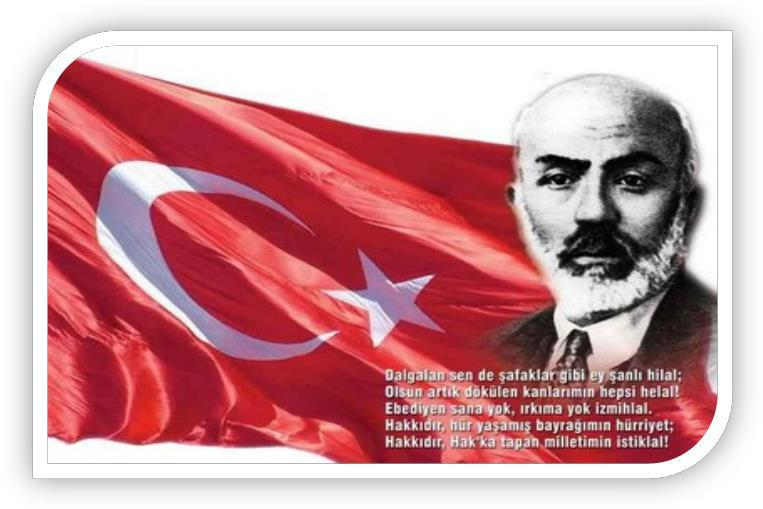 Dalgalan sen de şafaklar gibi ey şanlı hilal;
Olsun artık dökülen kanlarımın hepsi helal!
Ebediyen sana yok, ırkıma yok izmihlal.
Hakkıdır, hür yaşamış bayrağımın hürriyet;
Hakkıdır, Hak'ka tapan milletimin istiklal!